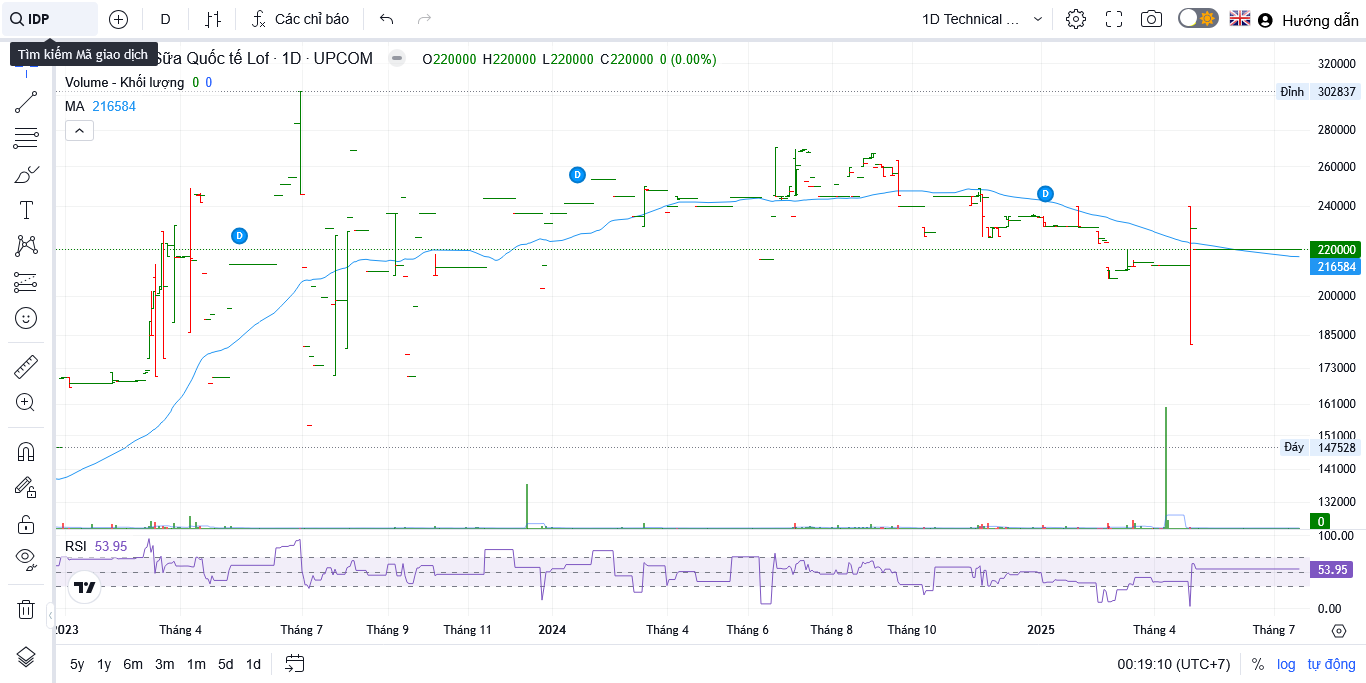 IDP D Các chỉ báo 1D Technical ... Hướng dẫn
Tìm kiếm Mã giao dịch
Sữa Quốc tế Lof · 1D · UPCOM O220000 H220000 L220000 C220000 0 (0.00%)
Volume - Khối lượng 0 0
MA 216584
320000
Đỉnh 302837
280000
260000
240000
220000
216584
200000
185000
173000
161000
151000
Đáy 147528
141000
132000
0
D
D
D
RSI 53.95
100.00
53.95
0.00
2023 Tháng 4 Tháng 7 Tháng 9 Tháng 11 2024 Tháng 4 Tháng 6 Tháng 8 Tháng 10 2025 Tháng 4 Tháng 7
5y 1y 6m 3m 1m 5d 1d 00:19:10 (UTC+7) % log tự động